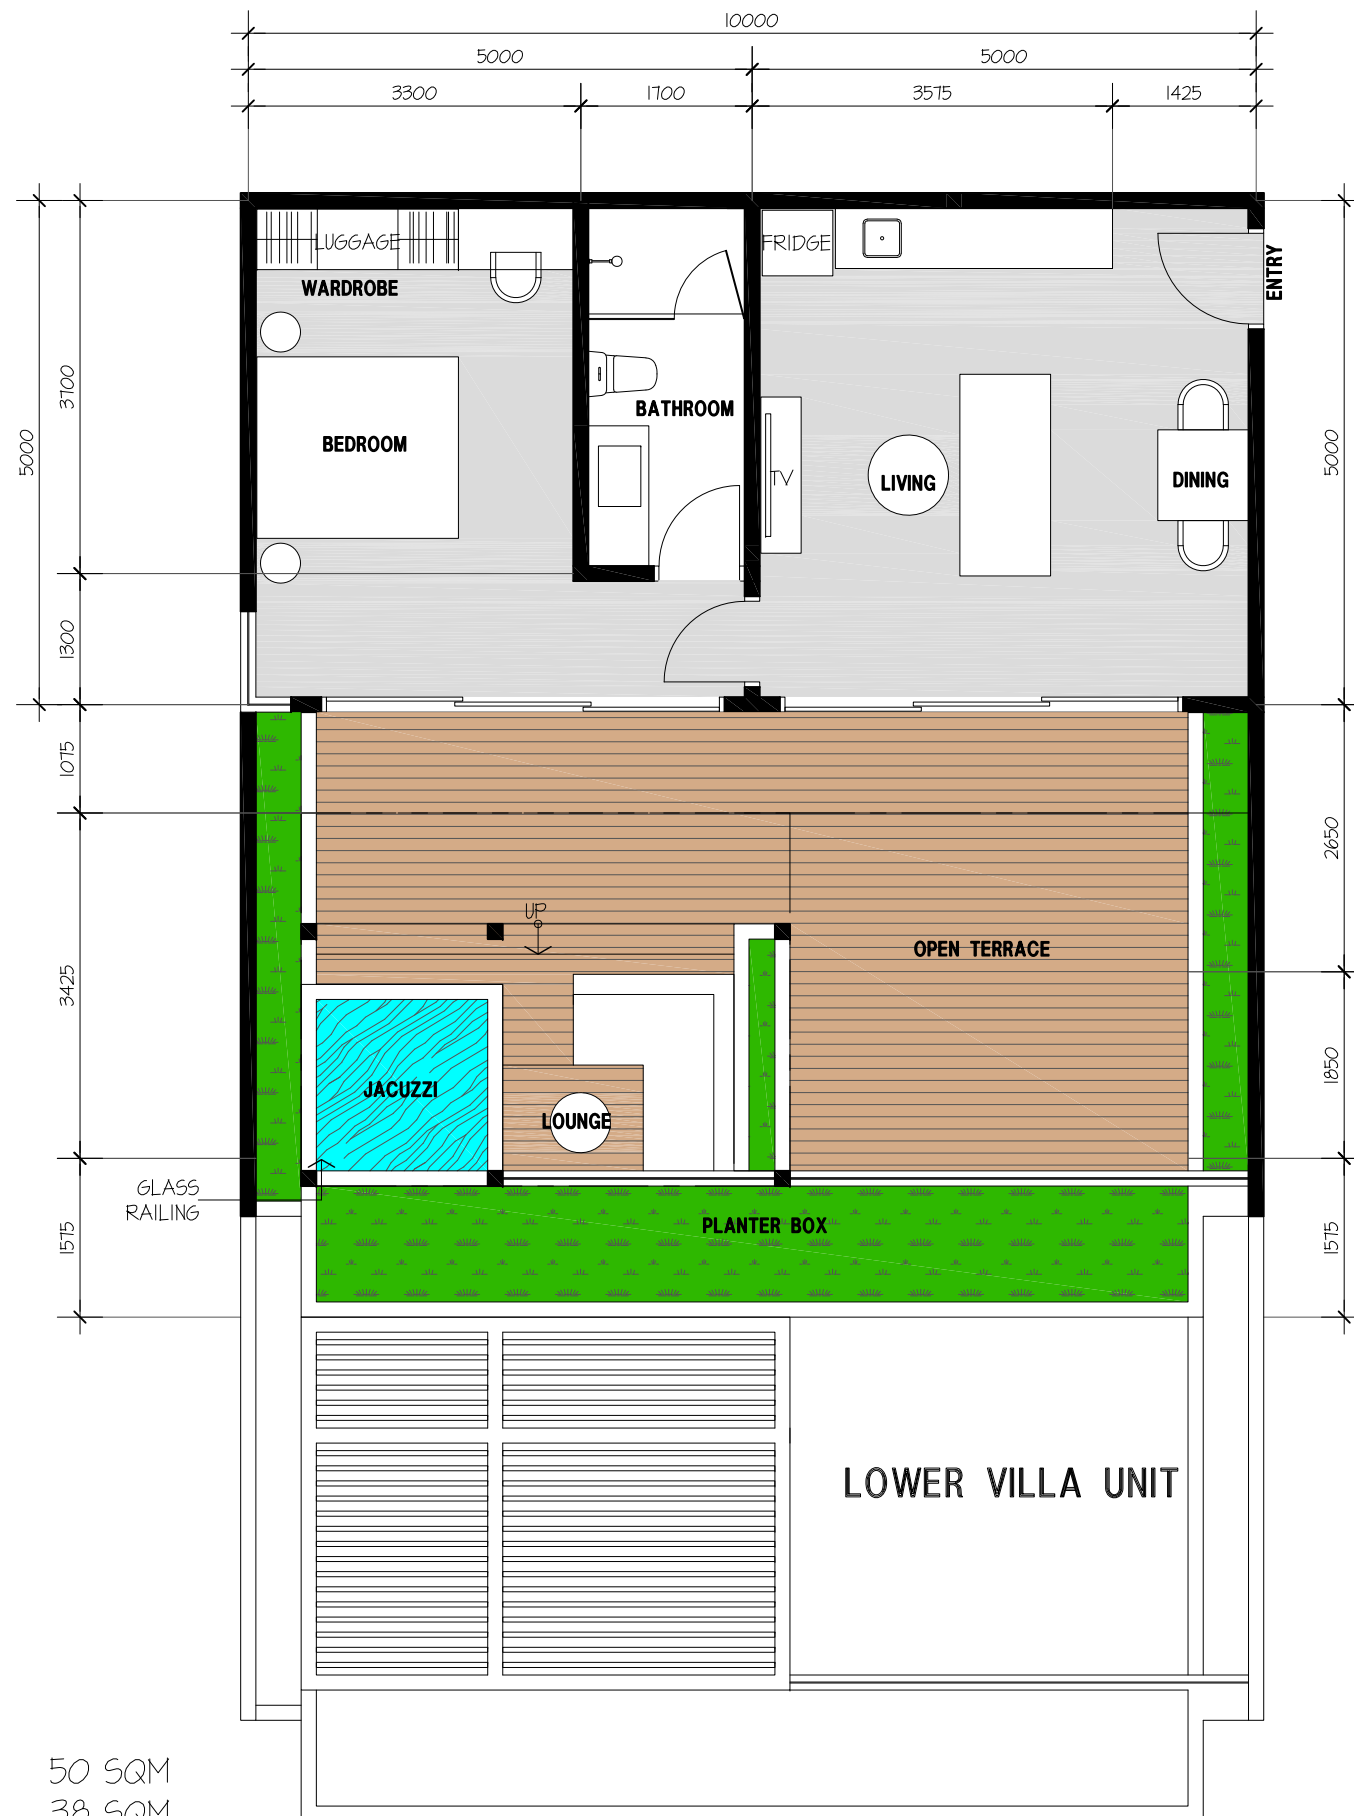 10000
5000 5000
3300 1700 3575 1425
LUGGAGE
FRIDGE
ENTRY
WARDROBE
3700
BATHROOM
BEDROOM
5000
5000
TV
LIVING
DINING
1300
1075
2650
UP
OPEN TERRACE
3425
1850
JACUZZI
LOUNGE
GLASS
RAILING
PLANTER BOX
1575
1575
LOWER VILLA UNIT
50 SQM
38 SQM